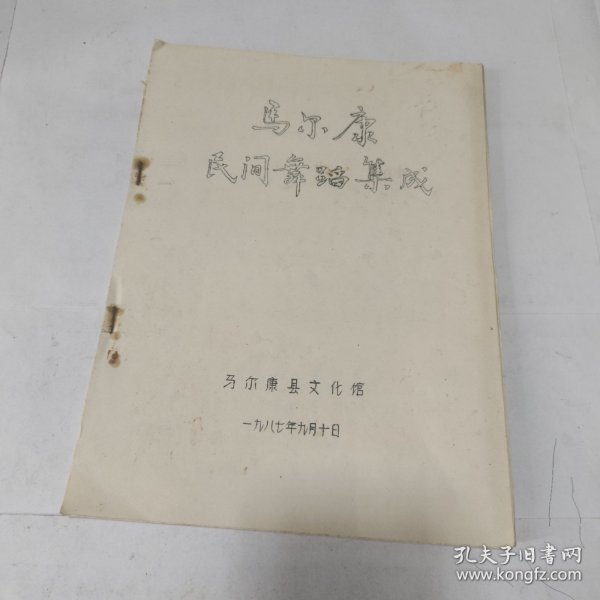 马尔康
民间舞蹈集成
马尔康县文化馆
一九八七年九月十日
孔夫子旧书网
www.kongfz.com